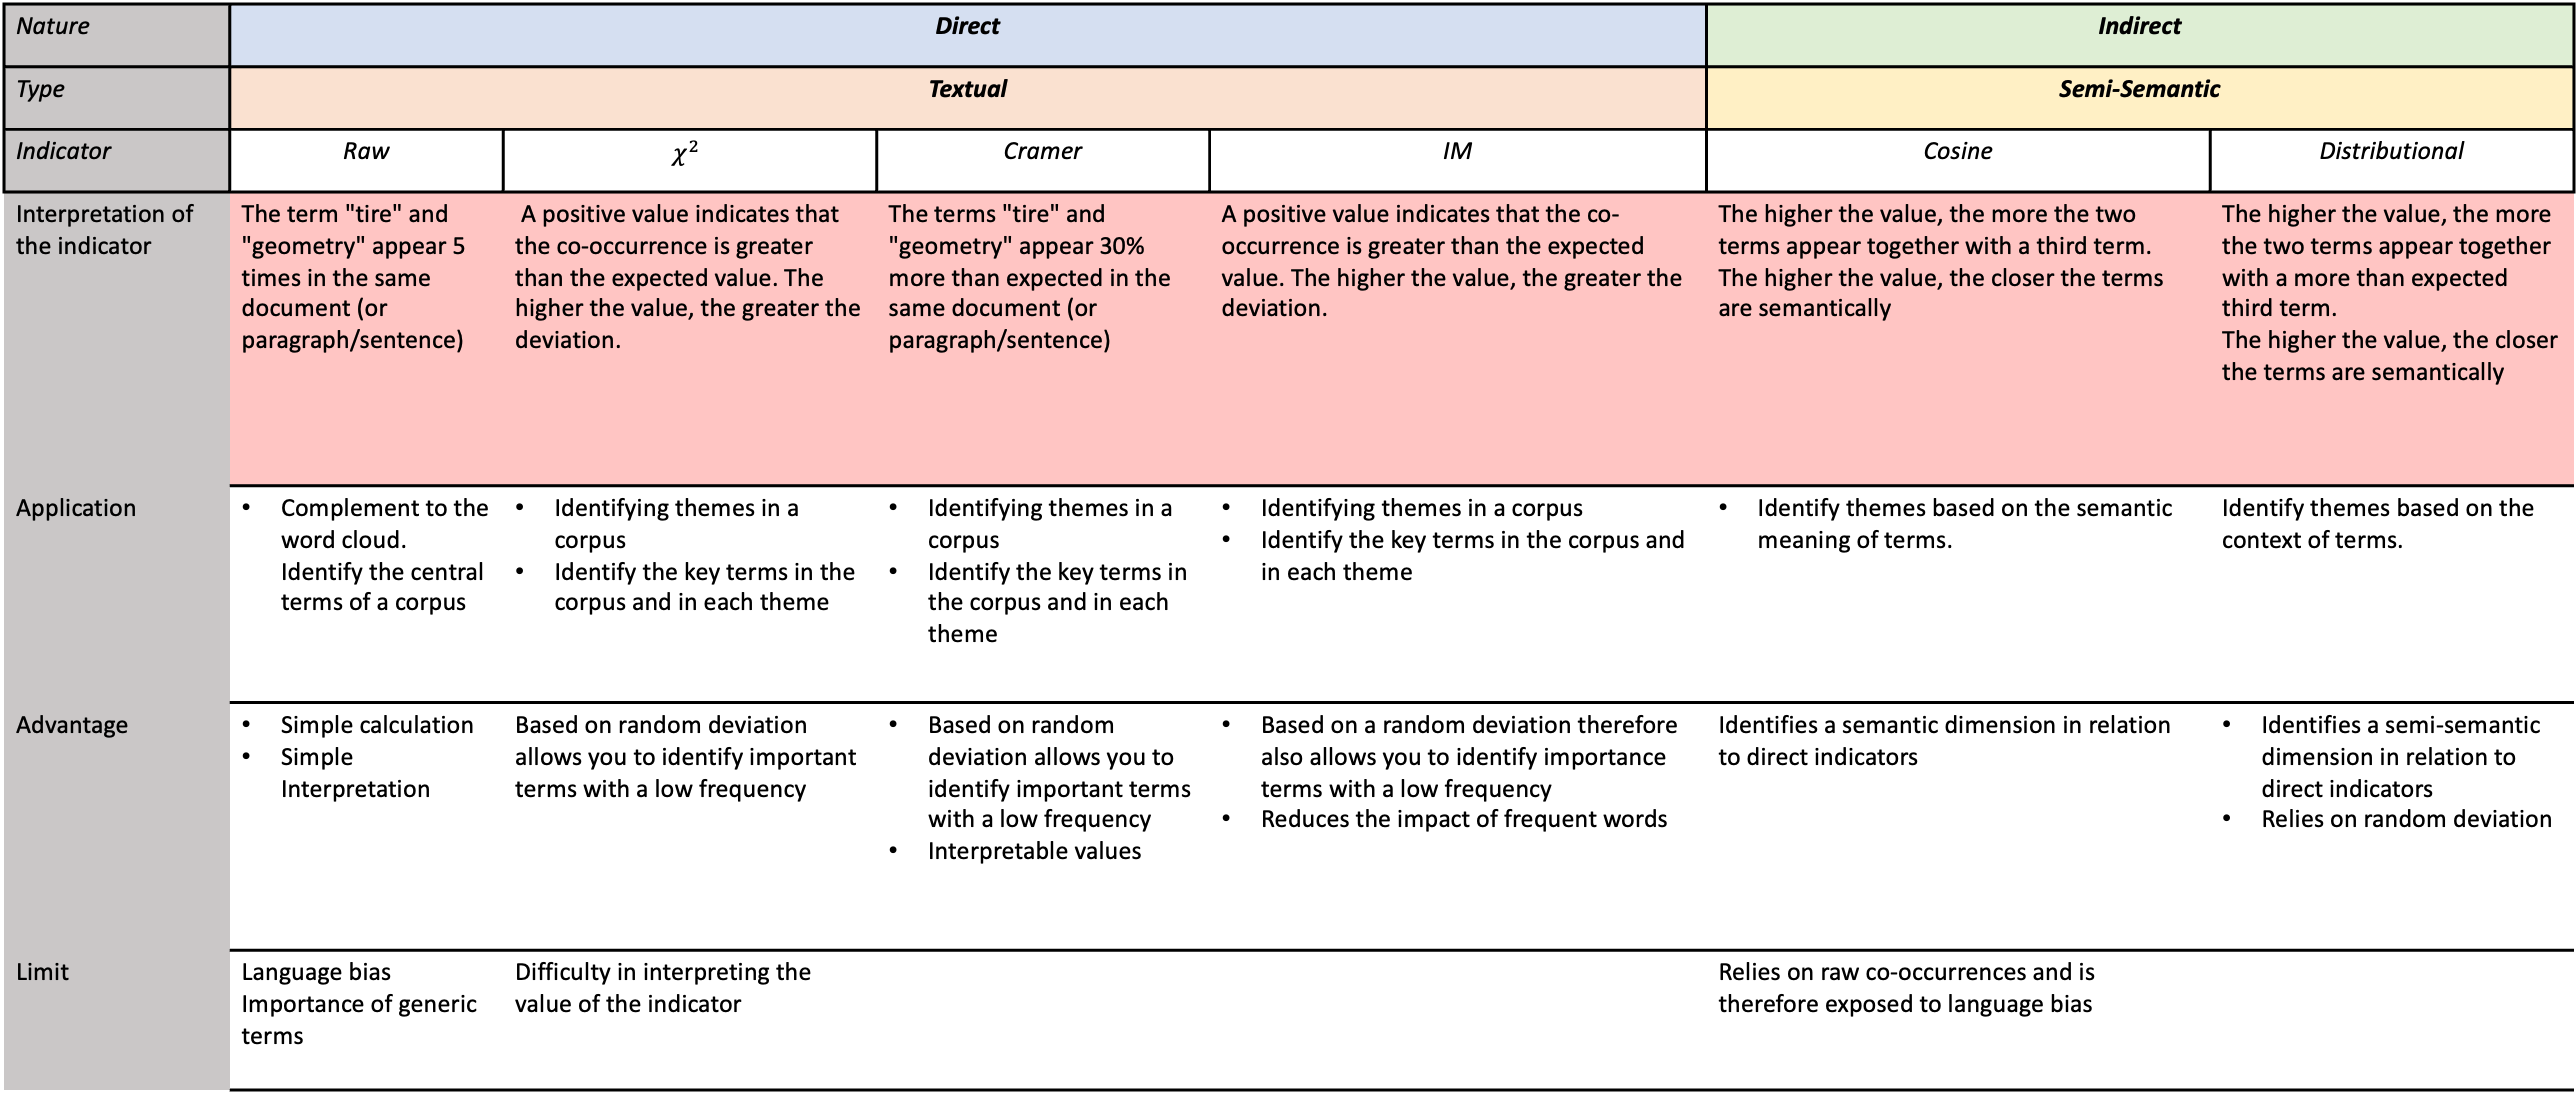 Nature
Direct
Indirect
Type
Textual
Semi-Semantic
Indicator
Raw
χ²
Cramer
IM
Cosine
Distributional
Interpretation of
the indicator
The term "tire" and
"geometry" appear 5
times in the same
document (or
paragraph/sentence)
A positive value indicates that
the co-occurrence is greater
than the expected value. The
higher the value, the greater the
deviation.
The terms "tire" and
"geometry" appear 30%
more than expected in the
same document (or
paragraph/sentence)
A positive value indicates that the co-
occurrence is greater than the expected
value. The higher the value, the greater the
deviation.
The higher the value, the more the two
terms appear together with a third term.
The higher the value, the closer the terms
are semantically
The higher the value, the more
the two terms appear together
with a more than expected
third term.
The higher the value, the closer
the terms are semantically
Application
• Complement to the
word cloud.
Identify the central
terms of a corpus
• Identifying themes in a
corpus
• Identify the key terms in the
corpus and in each theme
• Identifying themes in a
corpus
• Identify the key terms in
the corpus and in each
theme
• Identifying themes in a corpus
• Identify the key terms in the corpus and
in each theme
• Identify themes based on the semantic
meaning of terms.
Identify themes based on the
context of terms.
Advantage
• Simple calculation
• Simple
Interpretation
Based on random deviation
allows you to identify important
terms with a low frequency
• Based on random
deviation allows you to
identify important terms
with a low frequency
• Interpretable values
• Based on a random deviation therefore
also allows you to identify importance
terms with a low frequency
• Reduces the impact of frequent words
Identifies a semantic dimension in relation
to direct indicators
• Identifies a semi-semantic
dimension in relation to
direct indicators
• Relies on random deviation
Limit
Language bias
Importance of generic
terms
Difficulty in interpreting the
value of the indicator
Relies on raw co-occurrences and is
therefore exposed to language bias